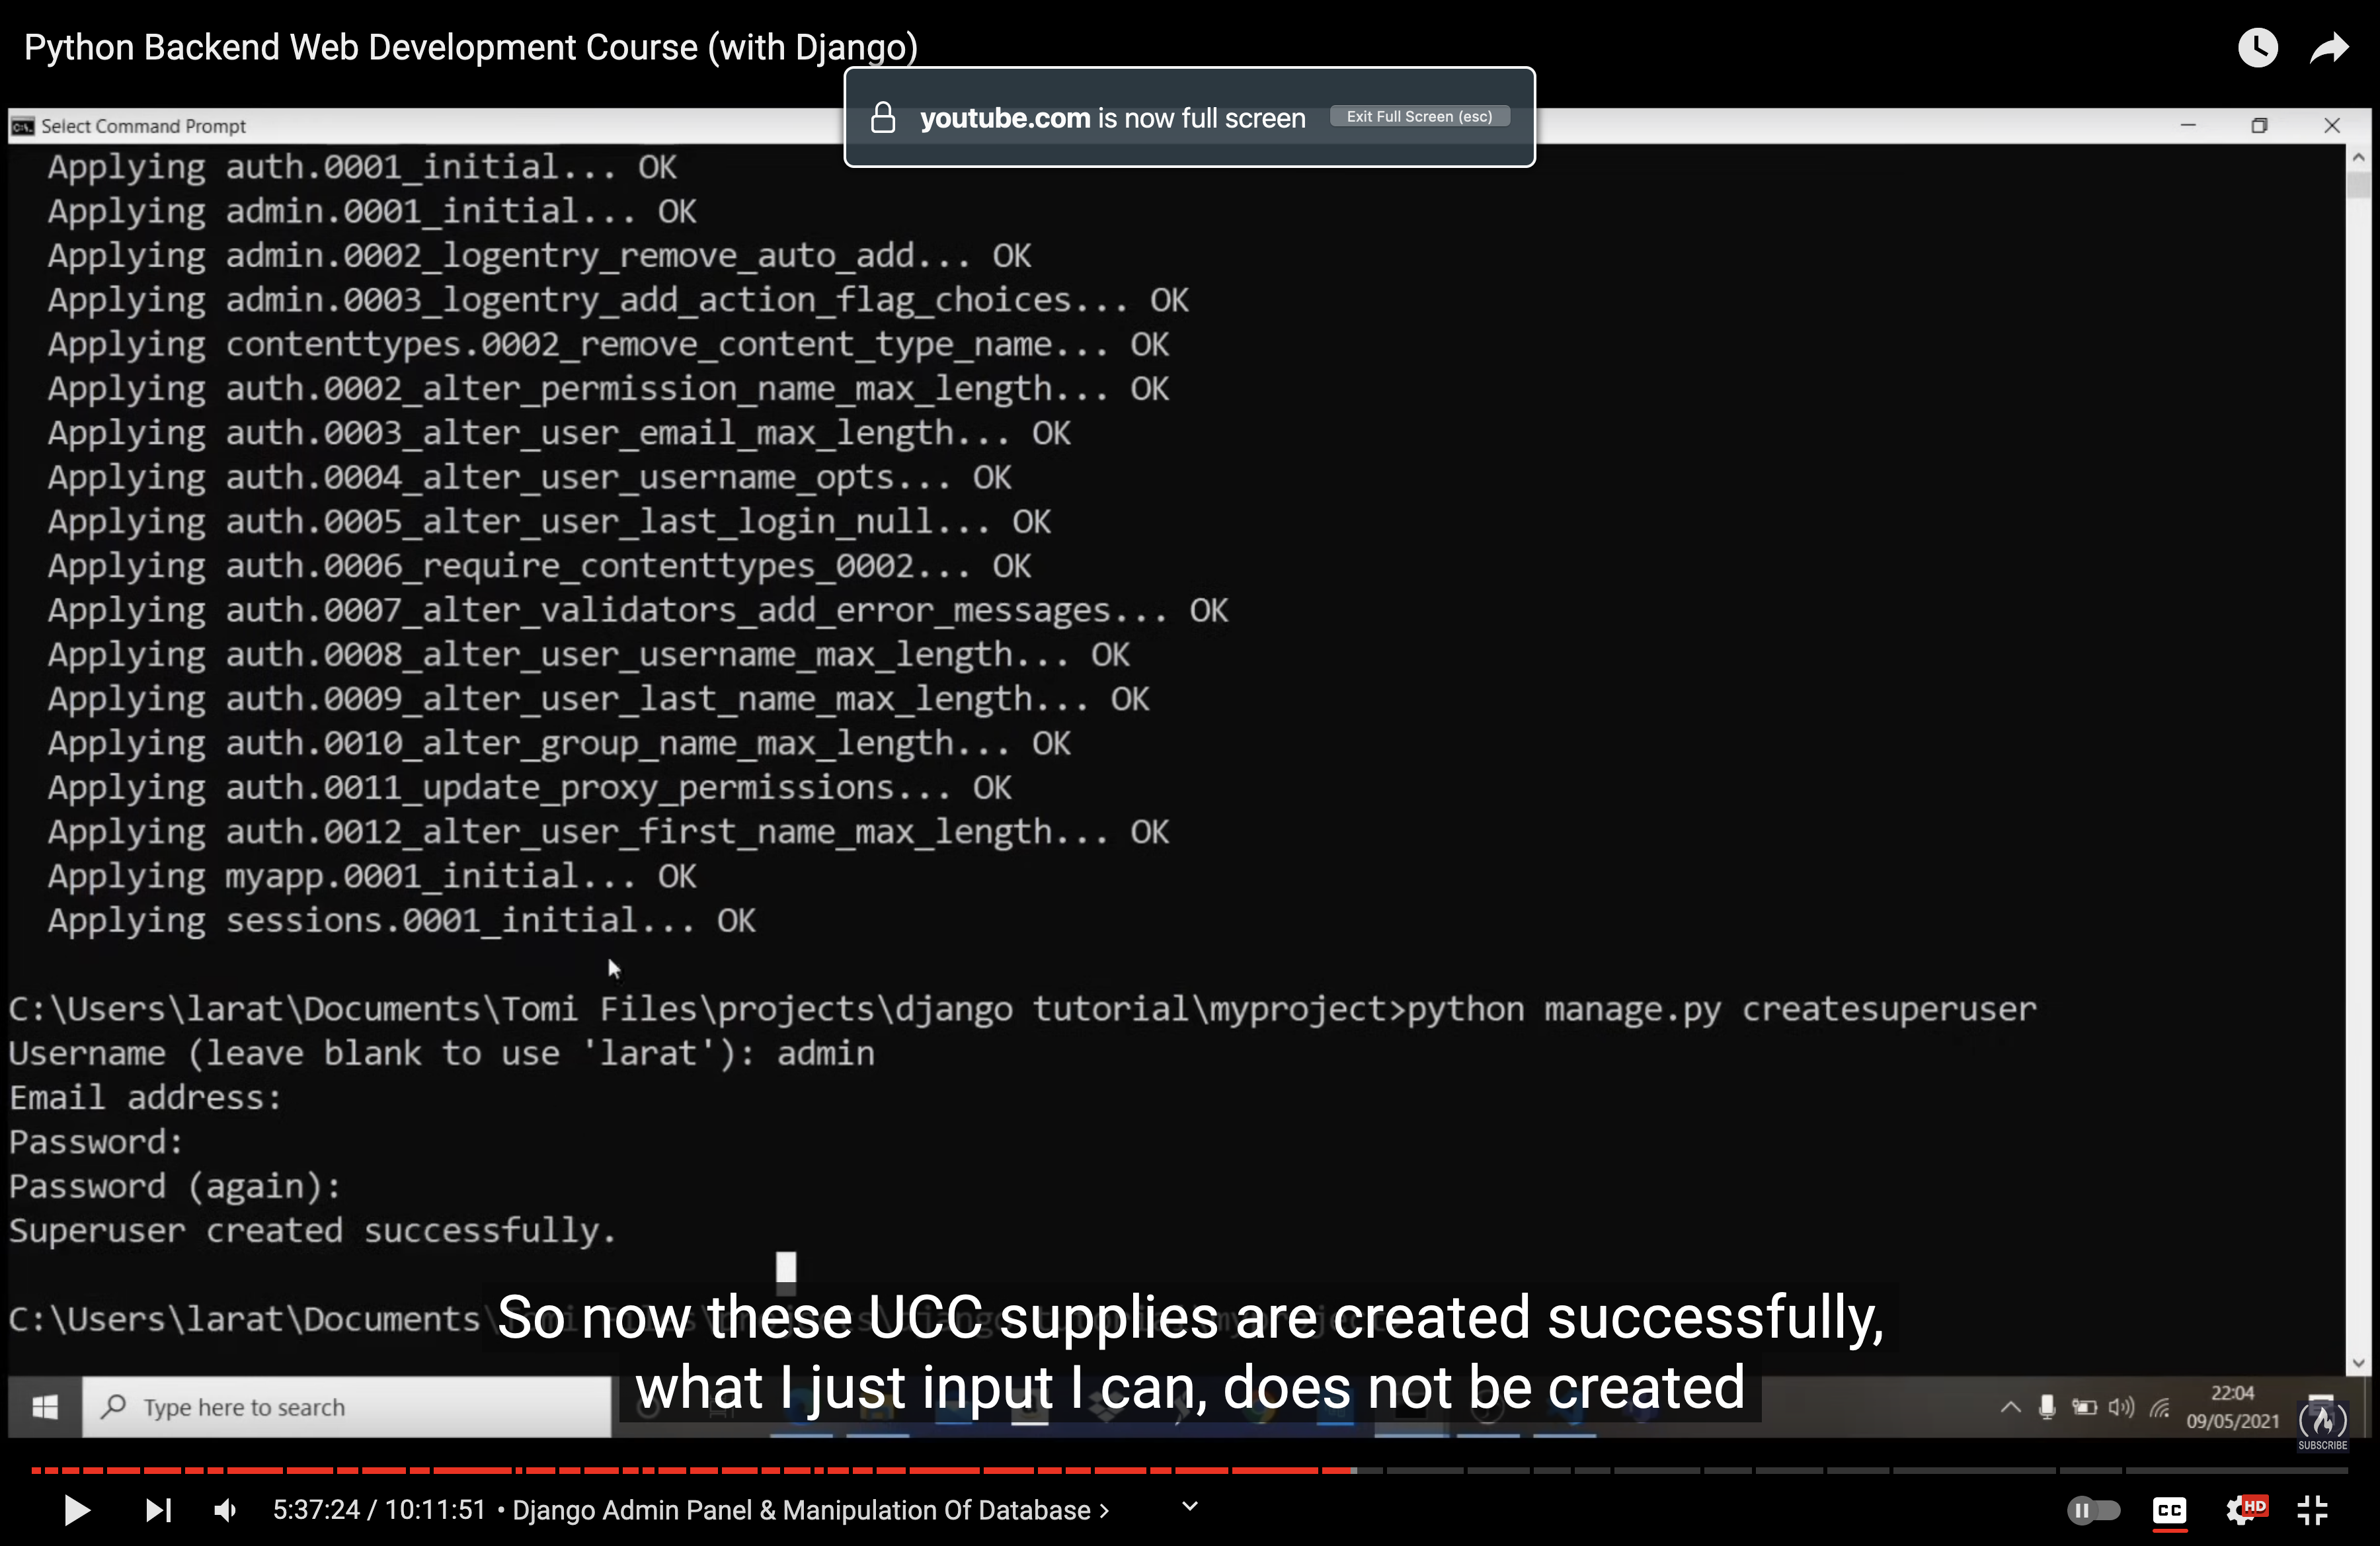 Python Backend Web Development Course (with Django)
youtube.com is now full screen
Exit Full Screen (esc)
Select Command Prompt
Applying auth.0001_initial... OK
Applying admin.0001_initial... OK
Applying admin.0002_logentry_remove_auto_add... OK
Applying admin.0003_logentry_add_action_flag_choices... OK
Applying contenttypes.0002_remove_content_type_name... OK
Applying auth.0002_alter_permission_name_max_length... OK
Applying auth.0003_alter_user_email_max_length... OK
Applying auth.0004_alter_user_username_opts... OK
Applying auth.0005_alter_user_last_login_null... OK
Applying auth.0006_require_contenttypes_0002... OK
Applying auth.0007_alter_validators_add_error_messages... OK
Applying auth.0008_alter_user_username_max_length... OK
Applying auth.0009_alter_user_last_name_max_length... OK
Applying auth.0010_alter_group_name_max_length... OK
Applying auth.0011_update_proxy_permissions... OK
Applying auth.0012_alter_user_first_name_max_length... OK
Applying myapp.0001_initial... OK
Applying sessions.0001_initial... OK
C:\Users\larat\Documents\Tomi Files\projects\django tutorial\myproject>python manage.py createsuperuser
Username (leave blank to use 'larat'): admin
Email address:
Password:
Password (again):
Superuser created successfully.
C:\Users\larat\Documents
So now these UCC supplies are created successfully,
what I just input I can, does not be created
Type here to search
22:04
09/05/2021
SUBSCRIBE
5:37:24 / 10:11:51 • Django Admin Panel & Manipulation Of Database >
CC
HD